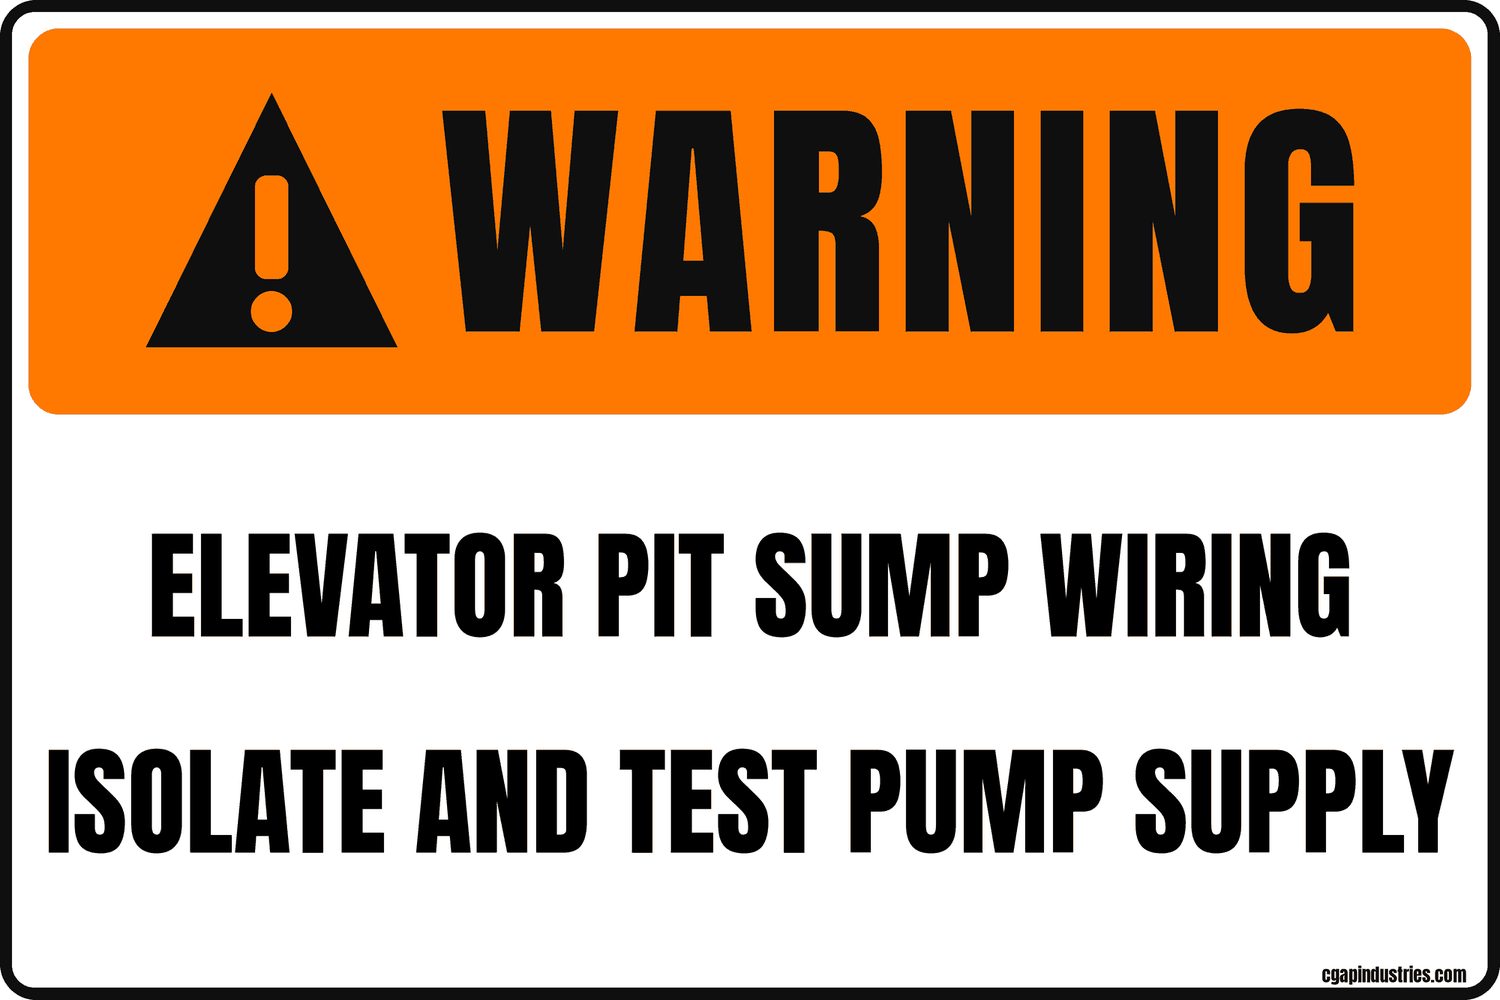 WARNING
ELEVATOR PIT SUMP WIRING
ISOLATE AND TEST PUMP SUPPLY
cgapindustries.com